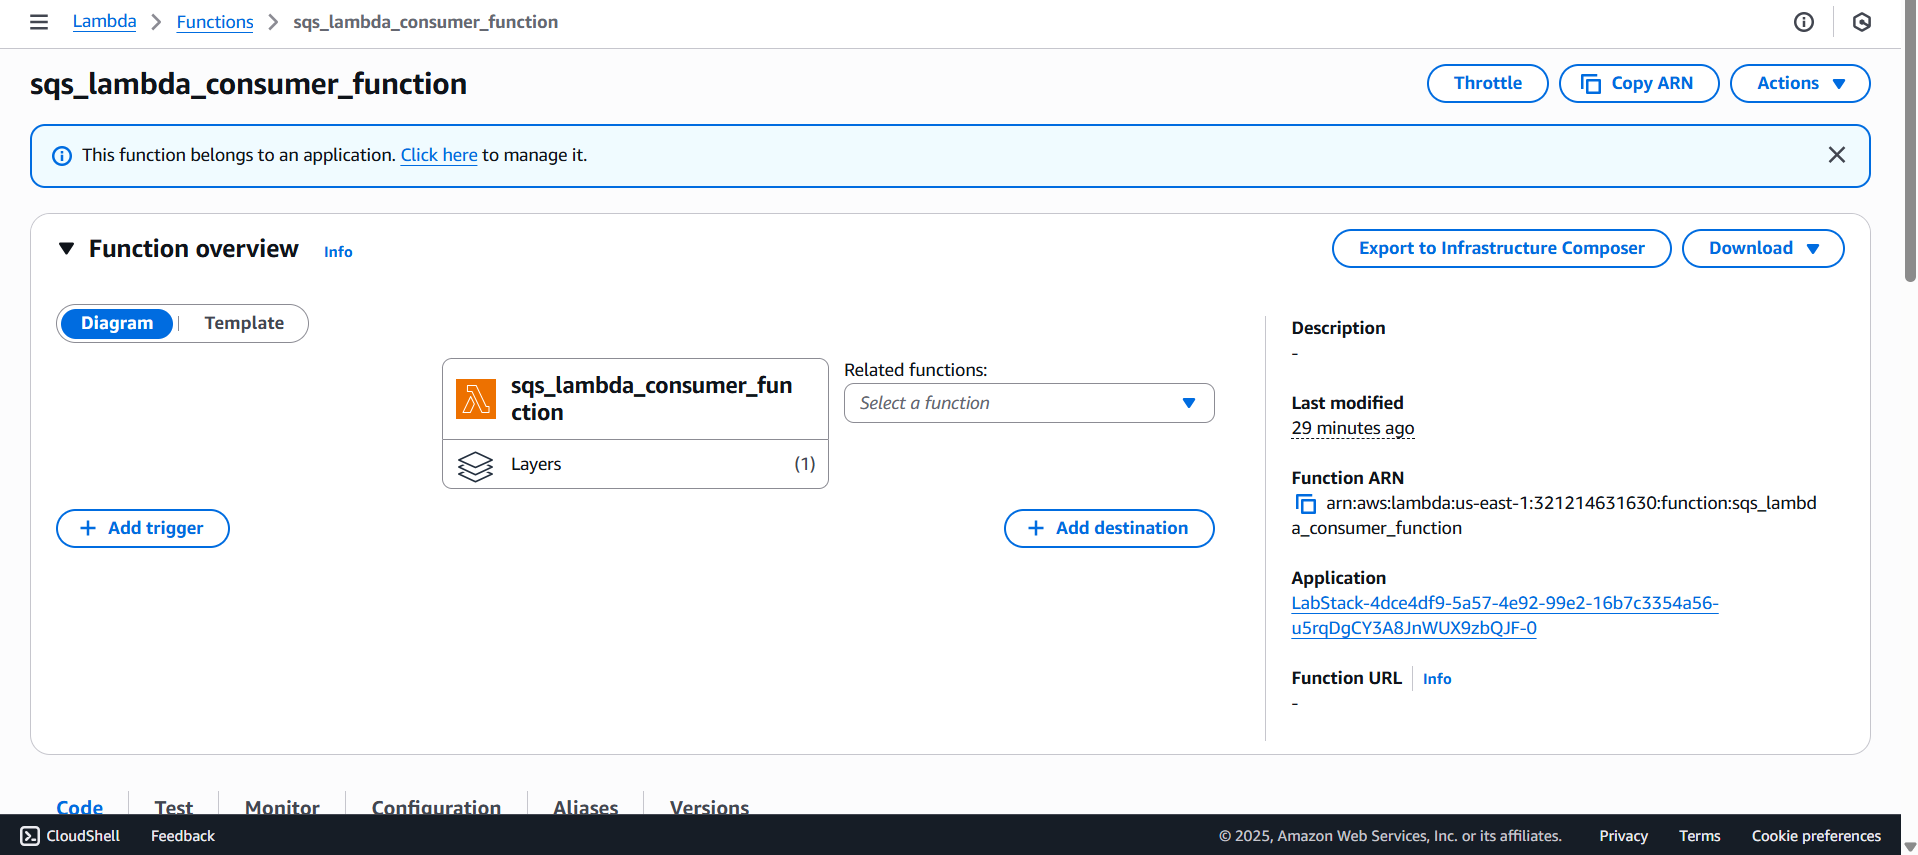 Lambda > Functions > sqs_lambda_consumer_function
sqs_lambda_consumer_function
Throttle
Copy ARN
Actions
This function belongs to an application. Click here to manage it.
Function overview Info
Export to Infrastructure Composer
Download
Diagram | Template
sqs_lambda_consumer_fun
ction
Layers (1)
Related functions:
Select a function
+ Add trigger
+ Add destination
Description
-
Last modified
29 minutes ago
Function ARN
arn:aws:lambda:us-east-1:321214631630:function:sqs_lambd
a_consumer_function
Application
LabStack-4dce4df9-5a57-4e92-99e2-16b7c3354a56-
u5rqDgCY3A8JnWUX9zbQJF-0
Function URL | Info
-
Code | Test | Monitor | Configuration | Aliases | Versions
CloudShell Feedback
© 2025, Amazon Web Services, Inc. or its affiliates. Privacy Terms Cookie preferences